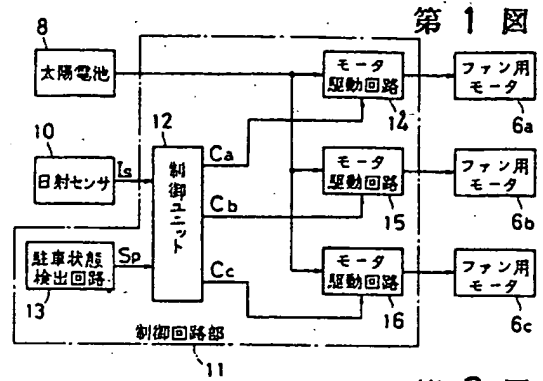 第 1 図
8
太陽電池
モータ
駆動回路
14
ファン用
モータ
6a
12
制御ユニット
10
日射センサ
Is
Ca
Cb
Cc
モータ
駆動回路
15
ファン用
モータ
6b
駐車状態
検出回路
13
Sp
モータ
駆動回路
16
ファン用
モータ
6c
制御回路部
11